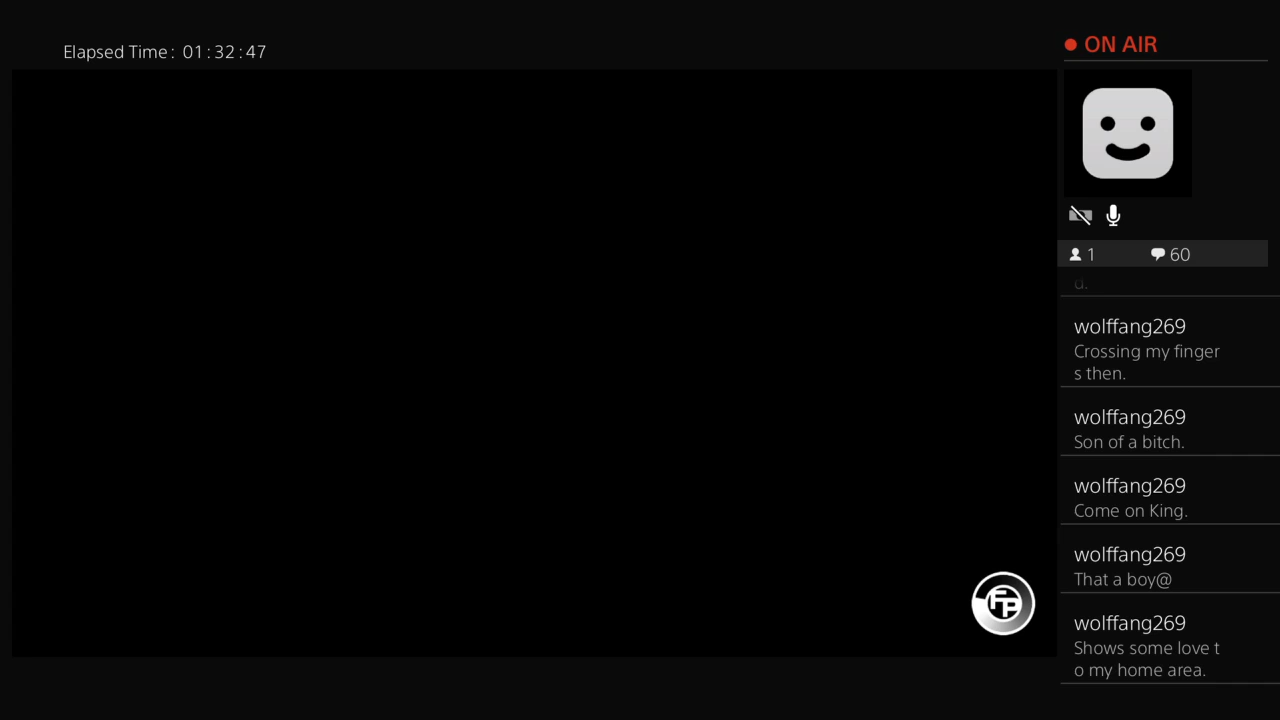 Elapsed Time: 01:32:47
ON AIR
1 60
d.
wolffang269
Crossing my finger
s then.
wolffang269
Son of a bitch.
wolffang269
Come on King.
wolffang269
That a boy@
wolffang269
Shows some love t
o my home area.
FP